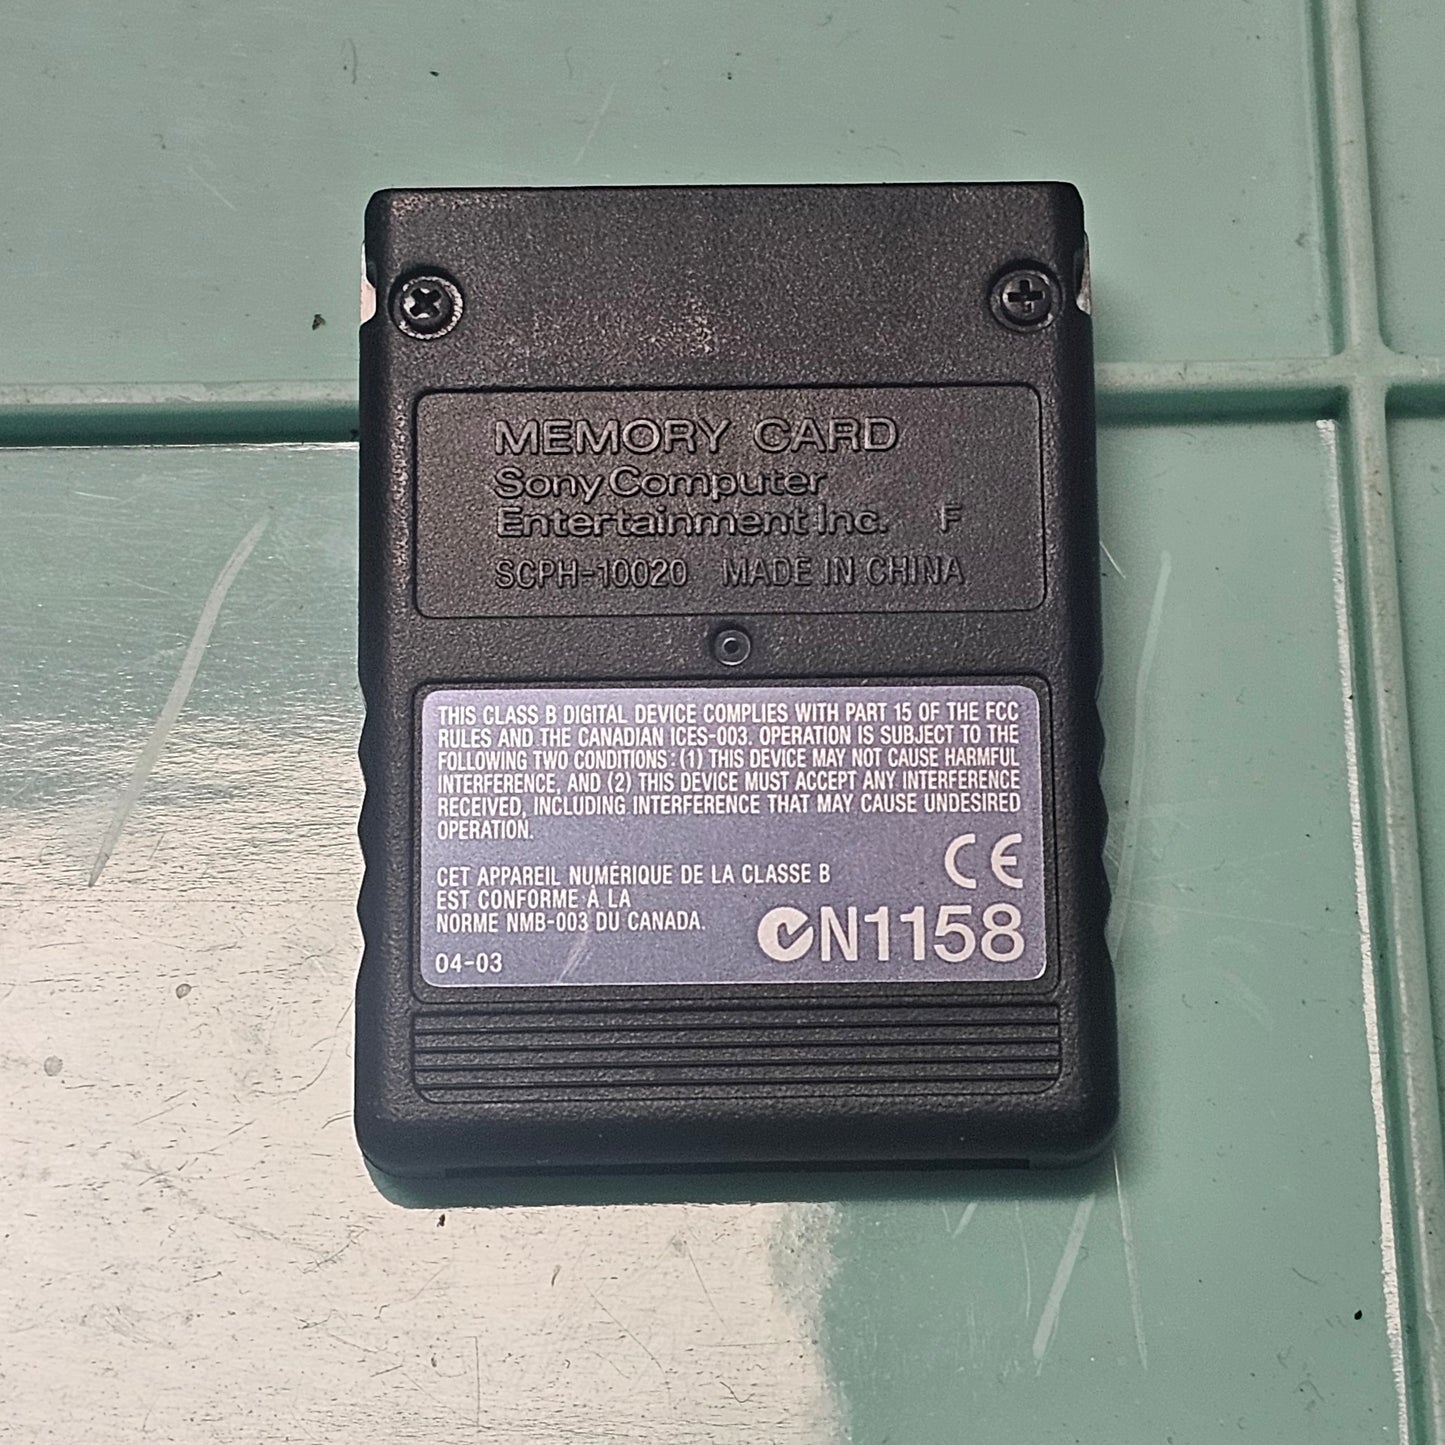 MEMORY CARD
Sony Computer
Entertainment Inc. F
SCPH-10020 MADE IN CHINA
THIS CLASS B DIGITAL DEVICE COMPLIES WITH PART 15 OF THE FCC
RULES AND THE CANADIAN ICES-003. OPERATION IS SUBJECT TO THE
FOLLOWING TWO CONDITIONS: (1) THIS DEVICE MAY NOT CAUSE HARMFUL
INTERFERENCE, AND (2) THIS DEVICE MUST ACCEPT ANY INTERFERENCE
RECEIVED, INCLUDING INTERFERENCE THAT MAY CAUSE UNDESIRED
OPERATION.
CE
CET APPAREIL NUMÉRIQUE DE LA CLASSE B
EST CONFORME À LA
NORME NMB-003 DU CANADA.
N1158
04-03